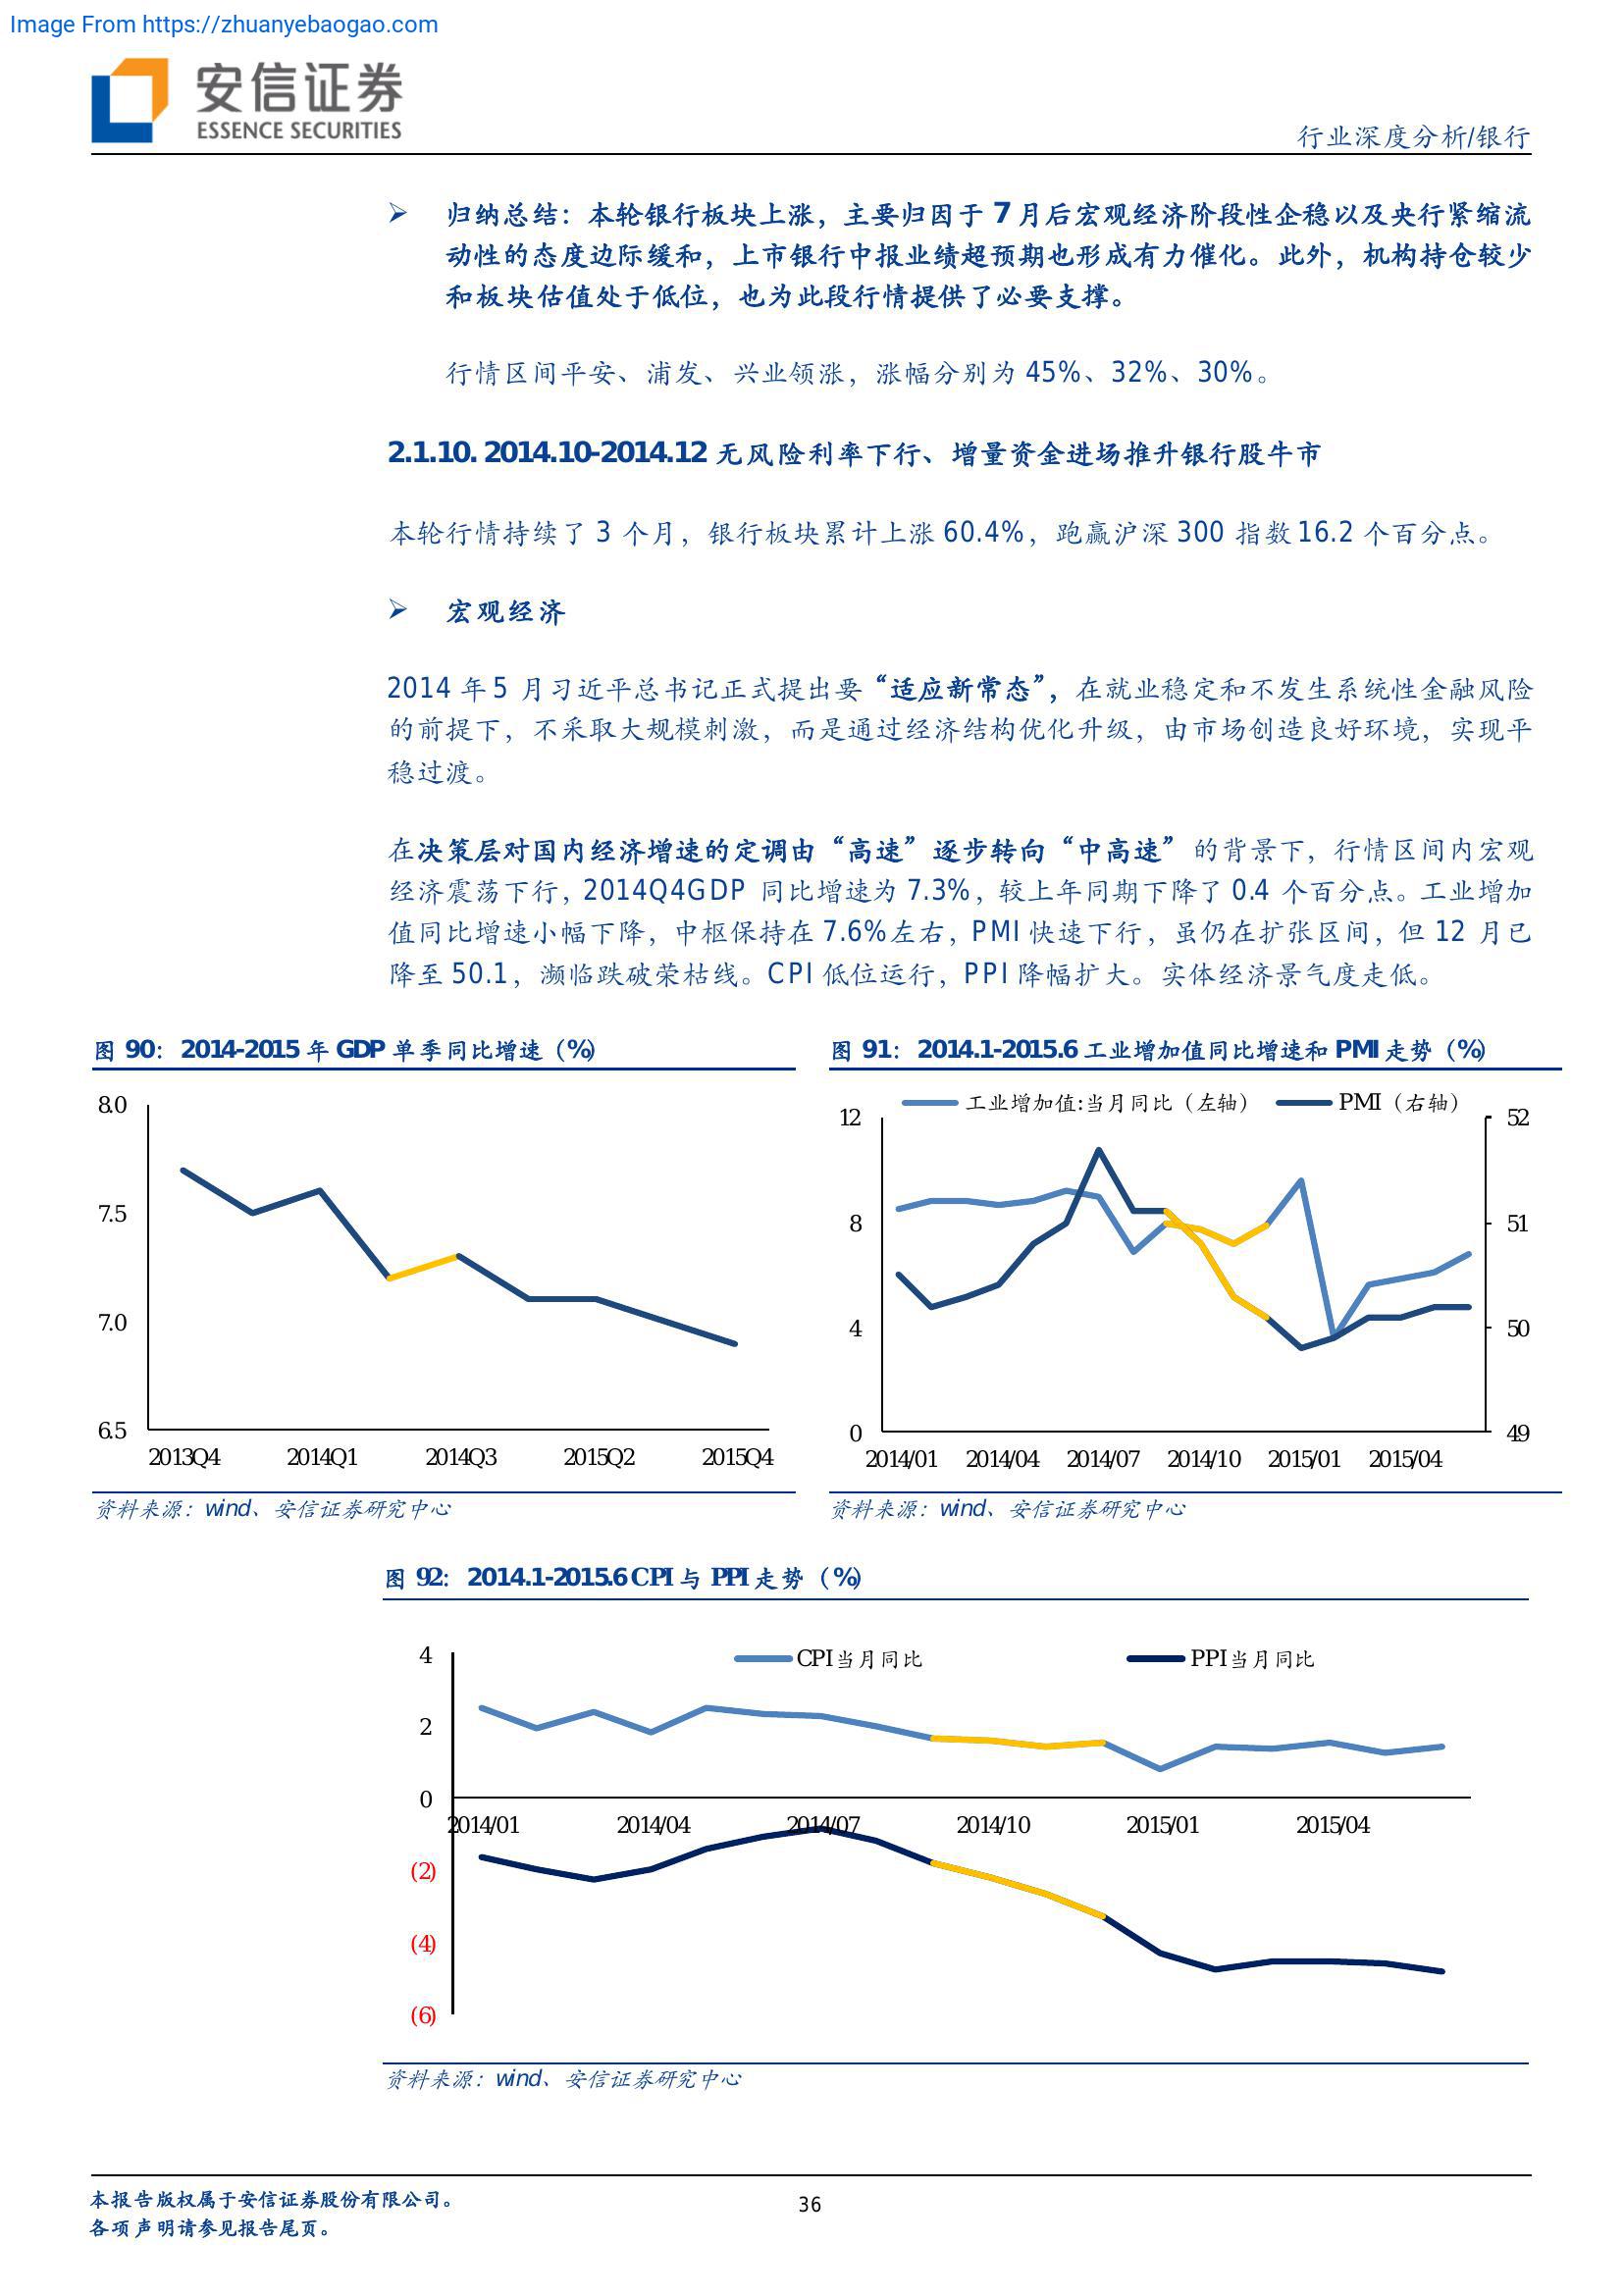 Image From https://zhuanyebaogao.com
安信证券
ESSENCE SECURITIES
行业深度分析/银行
➢ 归纳总结：本轮银行板块上涨，主要归因于 7 月后宏观经济阶段性企稳以及央行紧缩流
动性的态度边际缓和，上市银行中报业绩超预期也形成有力催化。此外，机构持仓较少
和板块估值处于低位，也为此段行情提供了必要支撑。
行情区间平安、浦发、兴业领涨，涨幅分别为 45%、32%、30%。
2.1.10. 2014.10-2014.12 无风险利率下行、增量资金进场推升银行股牛市
本轮行情持续了 3 个月，银行板块累计上涨 60.4%，跑赢沪深 300 指数 16.2 个百分点。
➢ 宏观经济
2014 年 5 月习近平总书记正式提出要“适应新常态”，在就业稳定和不发生系统性金融风险
的前提下，不采取大规模刺激，而是通过经济结构优化升级，由市场创造良好环境，实现平
稳过渡。
在决策层对国内经济增速的定调由“高速”逐步转向“中高速”的背景下，行情区间内宏观
经济震荡下行，2014Q4GDP 同比增速为 7.3%，较上年同期下降了 0.4 个百分点。工业增加
值同比增速小幅下降，中枢保持在 7.6%左右，PMI 快速下行，虽仍在扩张区间，但 12 月已
降至 50.1，濒临跌破荣枯线。CPI 低位运行，PPI 降幅扩大。实体经济景气度走低。
图 90：2014-2015 年 GDP 单季同比增速（%）
8.0
7.5
7.0
6.5
2013Q4 2014Q1 2014Q3 2015Q2 2015Q4
资料来源：wind、安信证券研究中心
图 91：2014.1-2015.6 工业增加值同比增速和 PMI 走势（%）
工业增加值:当月同比（左轴） PMI（右轴）
12 52
8 51
4 50
0 49
2014/01 2014/04 2014/07 2014/10 2015/01 2015/04
资料来源：wind、安信证券研究中心
图 92：2014.1-2015.6 CPI 与 PPI 走势（%）
CPI当月同比 PPI当月同比
4
2
0
2014/01 2014/04 2014/07 2014/10 2015/01 2015/04
(2)
(4)
(6)
资料来源：wind、安信证券研究中心
本报告版权属于安信证券股份有限公司。
36
各项声明请参见报告尾页。